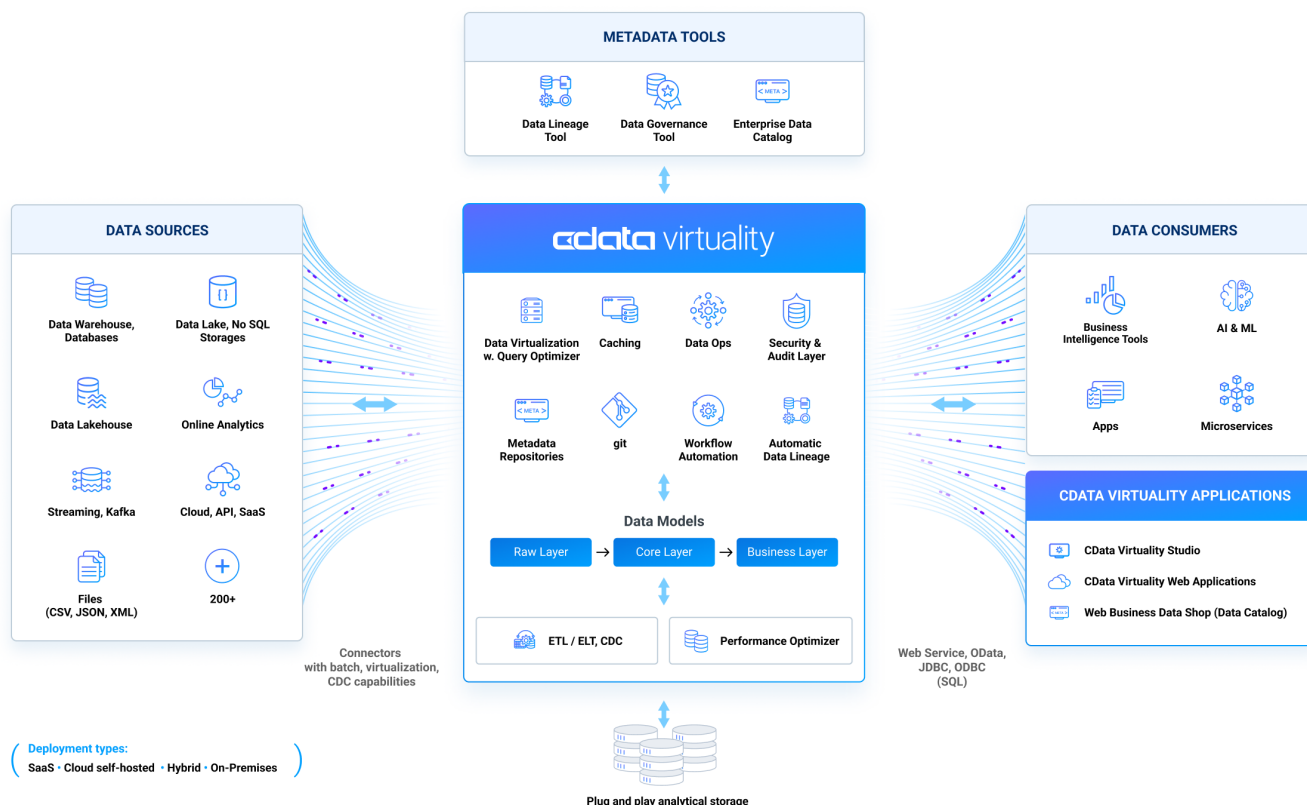 METADATA TOOLS
< META >
Data Lineage
Tool
Data Governance
Tool
Enterprise Data
Catalog
DATA SOURCES
{ }
Data Warehouse,
Databases
Data Lake, No SQL
Storages
Data Lakehouse
Online Analytics
Streaming, Kafka
Cloud, API, SaaS
Files
(CSV, JSON, XML)
200+
Connectors
with batch, virtualization,
CDC capabilities
cdata virtuality
Data Virtualization
w. Query Optimizer
Caching
Data Ops
Security &
Audit Layer
< META >
Metadata
Repositories
git
Workflow
Automation
Automatic
Data Lineage
Data Models
Raw Layer
Core Layer
Business Layer
ETL / ELT, CDC
Performance Optimizer
DATA CONSUMERS
Business
Intelligence Tools
AI & ML
Apps
Microservices
CDATA VIRTUALITY APPLICATIONS
CData Virtuality Studio
CData Virtuality Web Applications
Web Business Data Shop (Data Catalog)
Web Service, OData,
JDBC, ODBC
(SQL)
Deployment types:
SaaS · Cloud self-hosted · Hybrid · On-Premises
Plug and play analytical storage